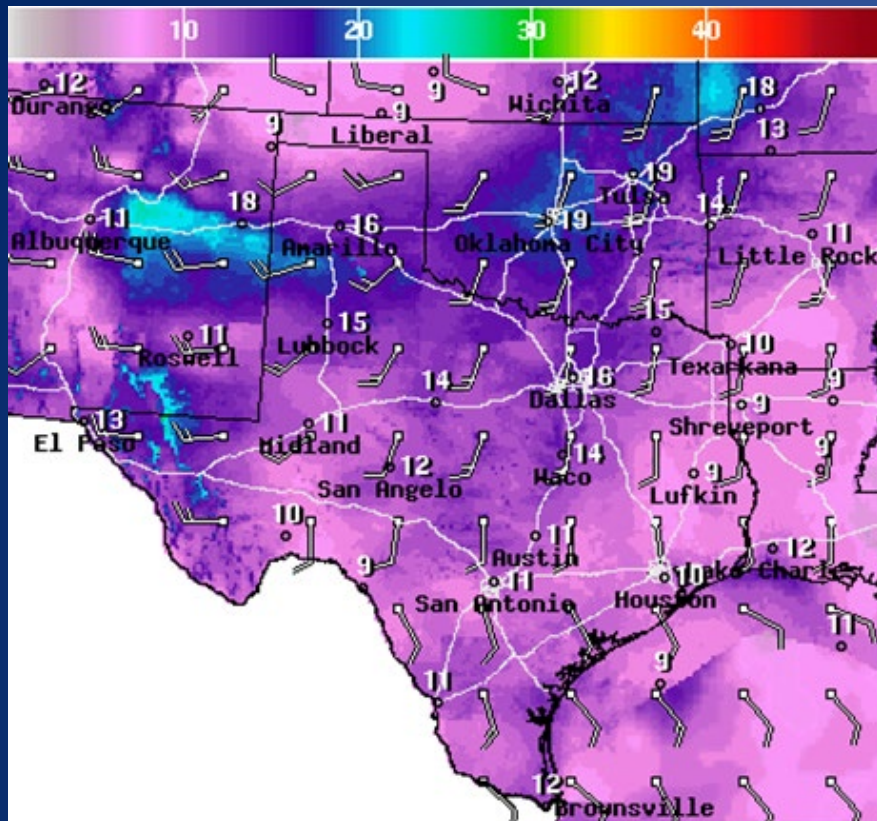 10 20 30 40
12 9 12 18
Durango Wichita
9 9 Liberal 13
18 16 19 19 14 11
11 Tulsa
Albuquerque Amarillo Oklahoma City Little Rock
11 15 15 10
Roswell Lubbock Texarkana
14 16 9 9
Dallas
13 11 Shreveport
El Paso Midland
12 14 9 9
San Angelo Waco Lufkin
10 11 12
Austin
9 11 10 Lake Charles
San Antonio Houston
11 9 11
12
Brownsville